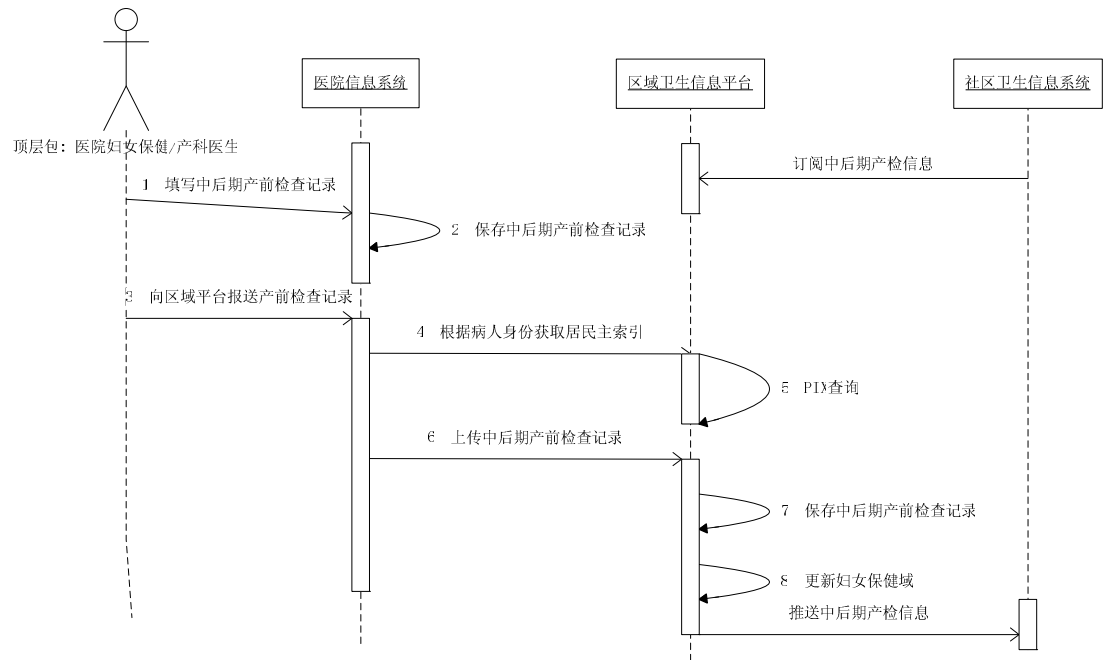 医院信息系统
区域卫生信息平台
社区卫生信息系统
顶层包：医院妇女保健/产科医生
订阅中后期产检信息
1 填写中后期产前检查记录
2 保存中后期产前检查记录
3 向区域平台报送产前检查记录
4 根据病人身份获取居民主索引
5 PIX查询
6 上传中后期产前检查记录
7 保存中后期产前检查记录
8 更新妇女保健域
推送中后期产检信息